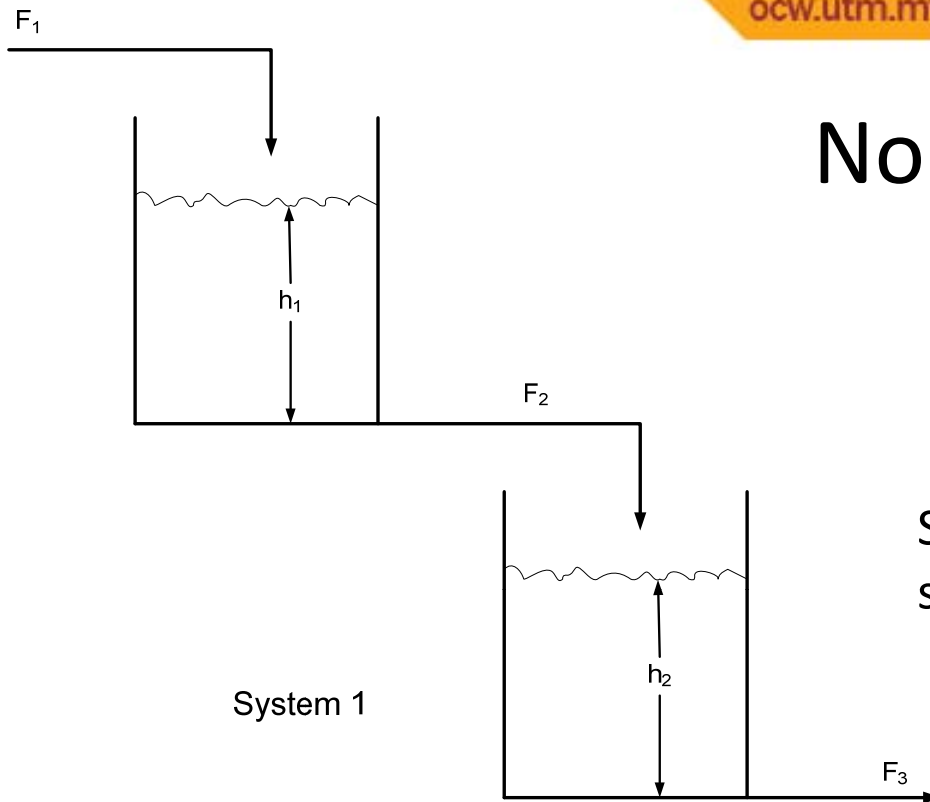 F₁
ocw.utm.m
No
h₁
F₂
S
s
h₂
System 1
F₃